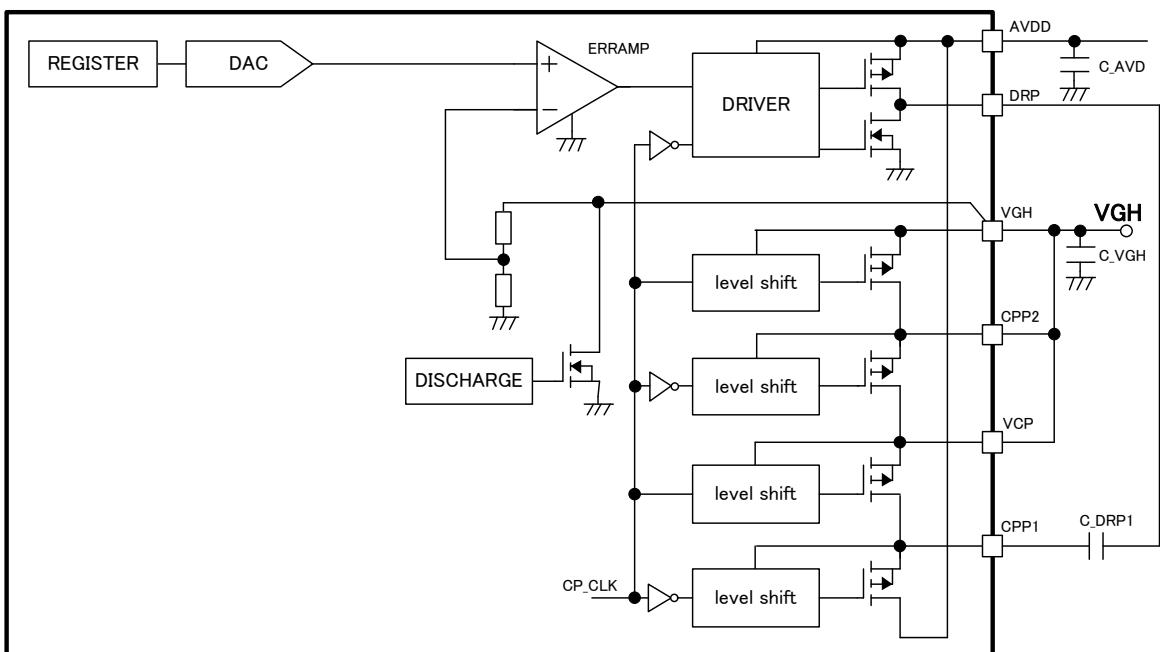 AVDD
REGISTER
DAC
ERRAMP
+
−
DRIVER
C_AVD
DRP
VGH
VGH
C_VGH
level shift
CPP2
DISCHARGE
level shift
VCP
level shift
CPP1
C_DRP1
CP_CLK
level shift